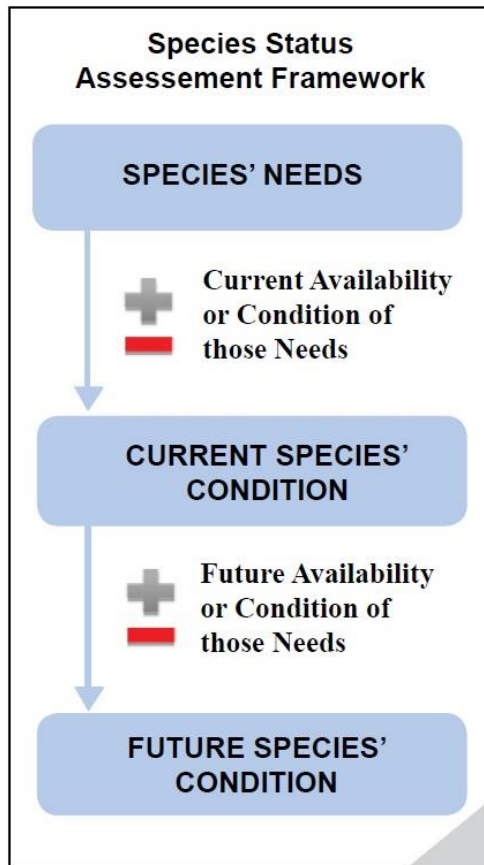 Species Status
Assessement Framework
SPECIES’ NEEDS
Current Availability
or Condition of
those Needs
CURRENT SPECIES’
CONDITION
Future Availability
or Condition of
those Needs
FUTURE SPECIES’
CONDITION